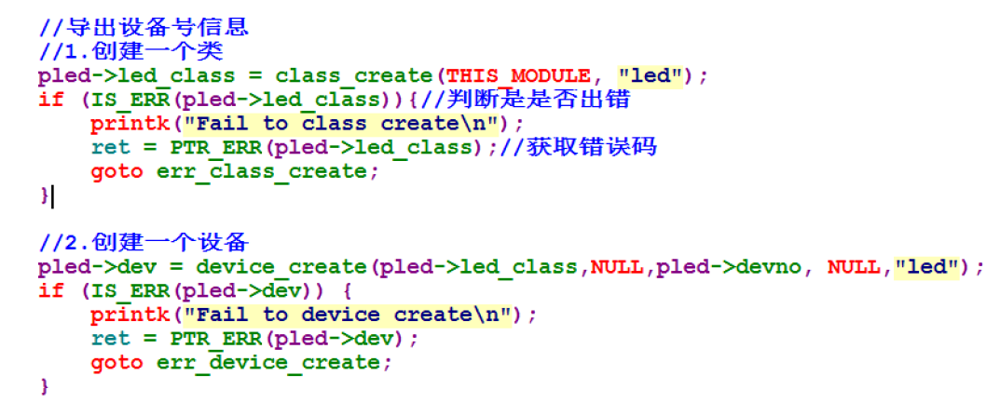 //导出设备号信息
//1.创建一个类
pled->led_class = class_create(THIS_MODULE, "led");
if (IS_ERR(pled->led_class)){//判断是是否出错
    printk("Fail to class create\n");
    ret = PTR_ERR(pled->led_class);//获取错误码
    goto err_class_create;
}
//2.创建一个设备
pled->dev = device_create(pled->led_class,NULL,pled->devno, NULL,"led");
if (IS_ERR(pled->dev)) {
    printk("Fail to device create\n");
    ret = PTR_ERR(pled->dev);
    goto err_device_create;
}